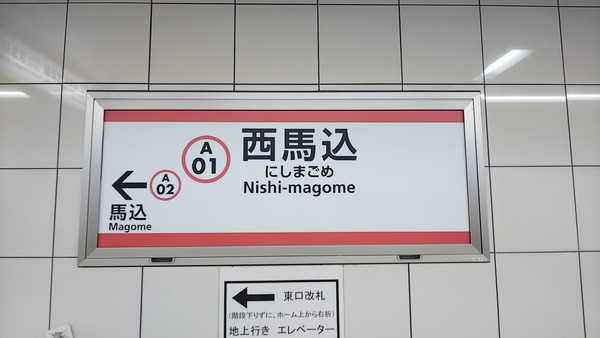 A
01
西馬込
にしまごめ
Nishi-magome
A
02
馬込
Magome
東口改札
(階段下りずに、ホーム上から右折)
地上行き エレベーター